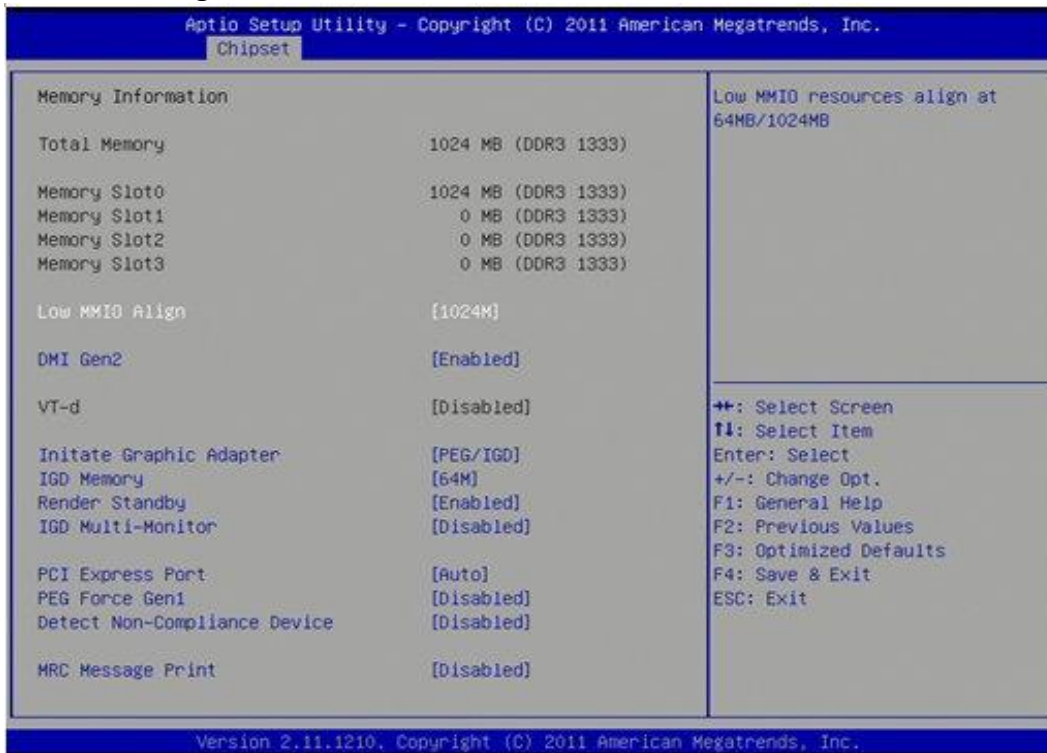 Aptio Setup Utility – Copyright (C) 2011 American Megatrends, Inc.
Chipset
Memory Information
Total Memory 1024 MB (DDR3 1333)
Memory Slot0 1024 MB (DDR3 1333)
Memory Slot1 0 MB (DDR3 1333)
Memory Slot2 0 MB (DDR3 1333)
Memory Slot3 0 MB (DDR3 1333)
Low MMIO Align [1024M]
DMI Gen2 [Enabled]
VT-d [Disabled]
Initate Graphic Adapter [PEG/IGD]
IGD Memory [64M]
Render Standby [Enabled]
IGD Multi-Monitor [Disabled]
PCI Express Port [Auto]
PEG Force Gen1 [Disabled]
Detect Non-Compliance Device [Disabled]
MRC Message Print [Disabled]
Low MMIO resources align at
64MB/1024MB
→←: Select Screen
↑↓: Select Item
Enter: Select
+/-: Change Opt.
F1: General Help
F2: Previous Values
F3: Optimized Defaults
F4: Save & Exit
ESC: Exit
Version 2.11.1210. Copyright (C) 2011 American Megatrends, Inc.